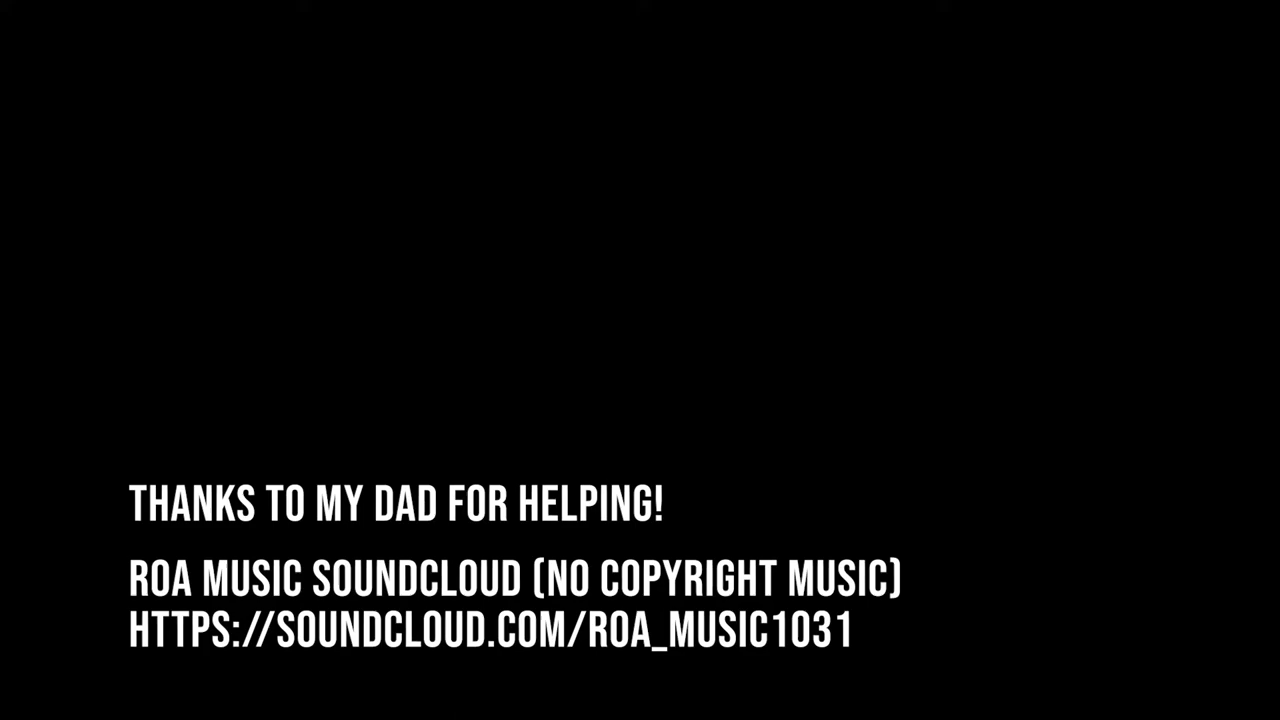 THANKS TO MY DAD FOR HELPING!
ROA MUSIC SOUNDCLOUD (NO COPYRIGHT MUSIC)
HTTPS://SOUNDCLOUD.COM/ROA_MUSIC1031